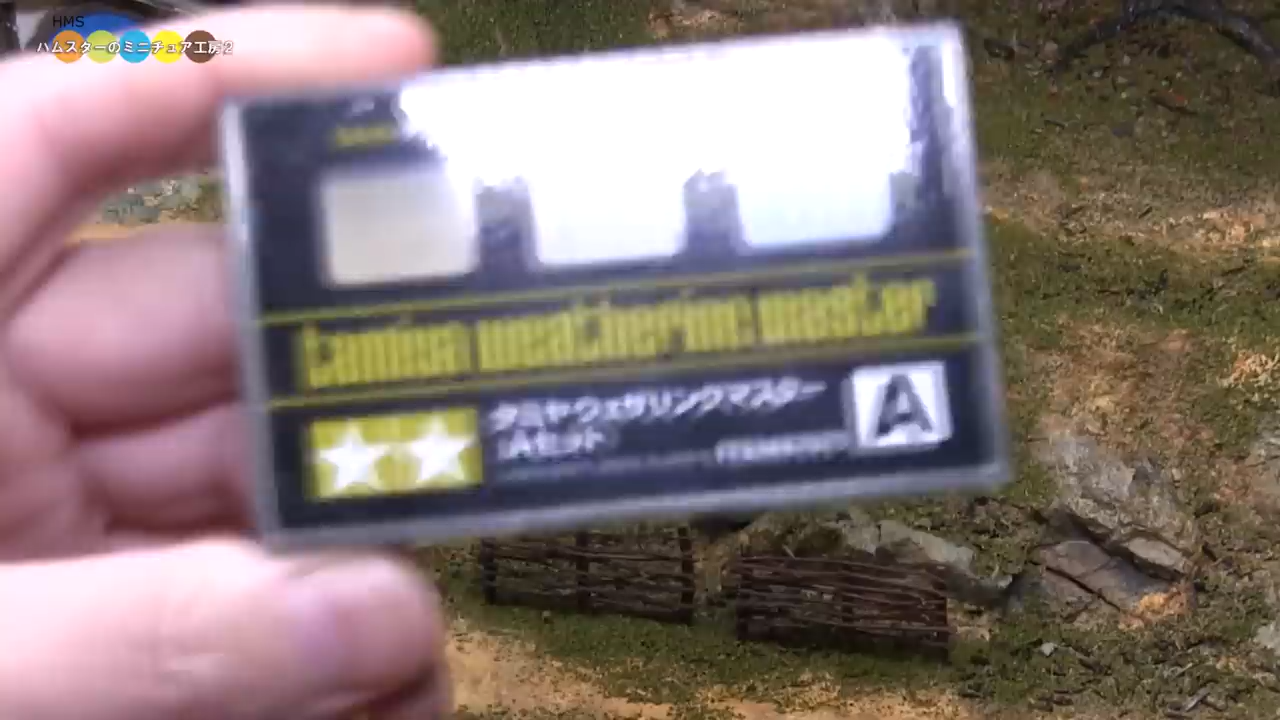 HMS
ハムスターのミニチュア工房2
tamiya weathering master
タミヤウェザリングマスター
(Aセット)
A